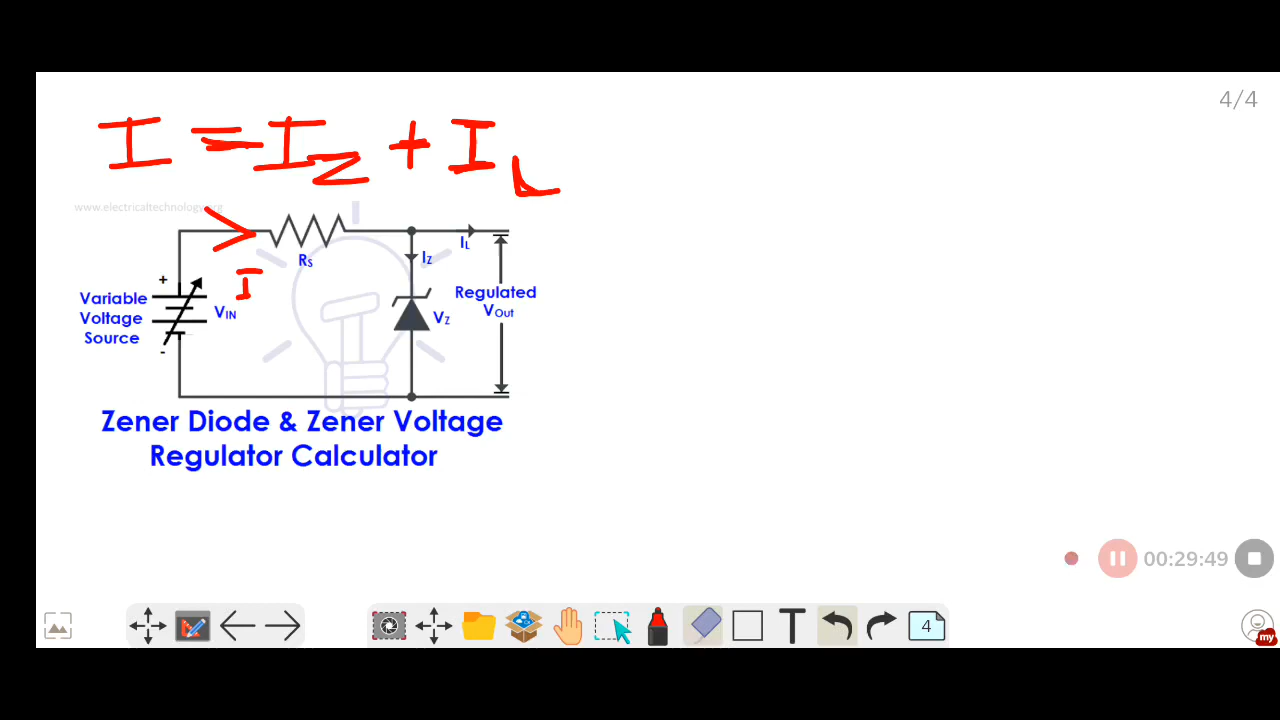 4/4
I = IZ + IL
www.electricaltechnology.org
RS
IL
IZ
I
+
Variable
Voltage
Source
VIN
-
VZ
Regulated
VOut
Zener Diode & Zener Voltage
Regulator Calculator
00:29:49
T
4
my